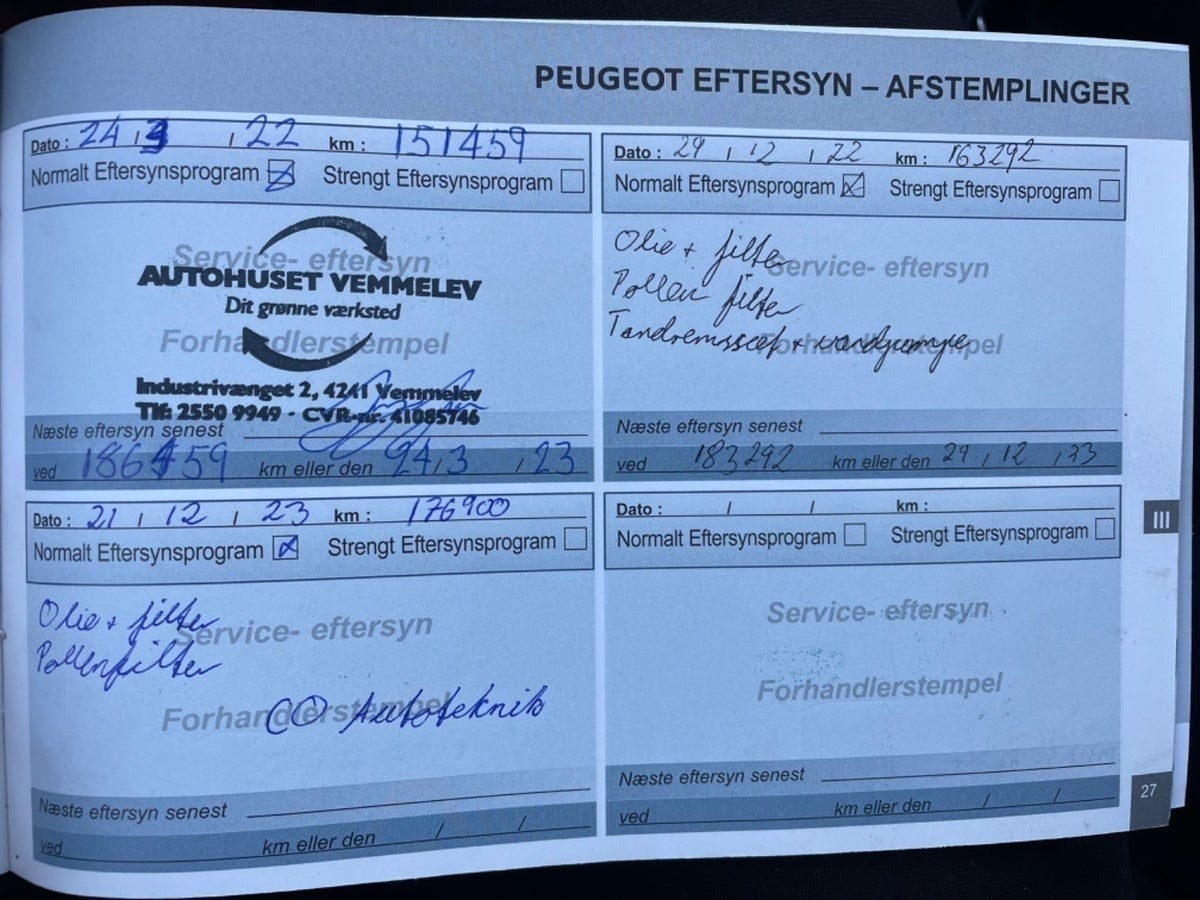 PEUGEOT EFTERSYN – AFSTEMPLINGER
Dato : 24 / 3 / 22 km : 151459
Normalt Eftersynsprogram Strengt Eftersynsprogram
Service- eftersyn
AUTOHUSET VEMMELEV
Dit grønne værksted
Forhandlerstempel
Industrivænget 2, 4241 Vemmelev
Tlf: 2550 9949 · CVR-nr. 41085746
Næste eftersyn senest
ved 186459 km eller den 24/3 / 23
Dato : 29 / 12 / 22 km : 163292
Normalt Eftersynsprogram Strengt Eftersynsprogram
Olie + filter
Service- eftersyn
Pollen filter
Tandremssæt + vandpumpe
Forhandlerstempel
Næste eftersyn senest
ved 183292 km eller den 29 / 12 / 23
Dato : 21 / 12 / 23 km : 176900
Normalt Eftersynsprogram Strengt Eftersynsprogram
Olie + filter
Service- eftersyn
Pollenfilter
Forhandlerstempel
CO Autoteknik
Næste eftersyn senest
ved km eller den / /
Dato : / / km :
Normalt Eftersynsprogram Strengt Eftersynsprogram
Service- eftersyn
Forhandlerstempel
Næste eftersyn senest
ved km eller den / /
III
27